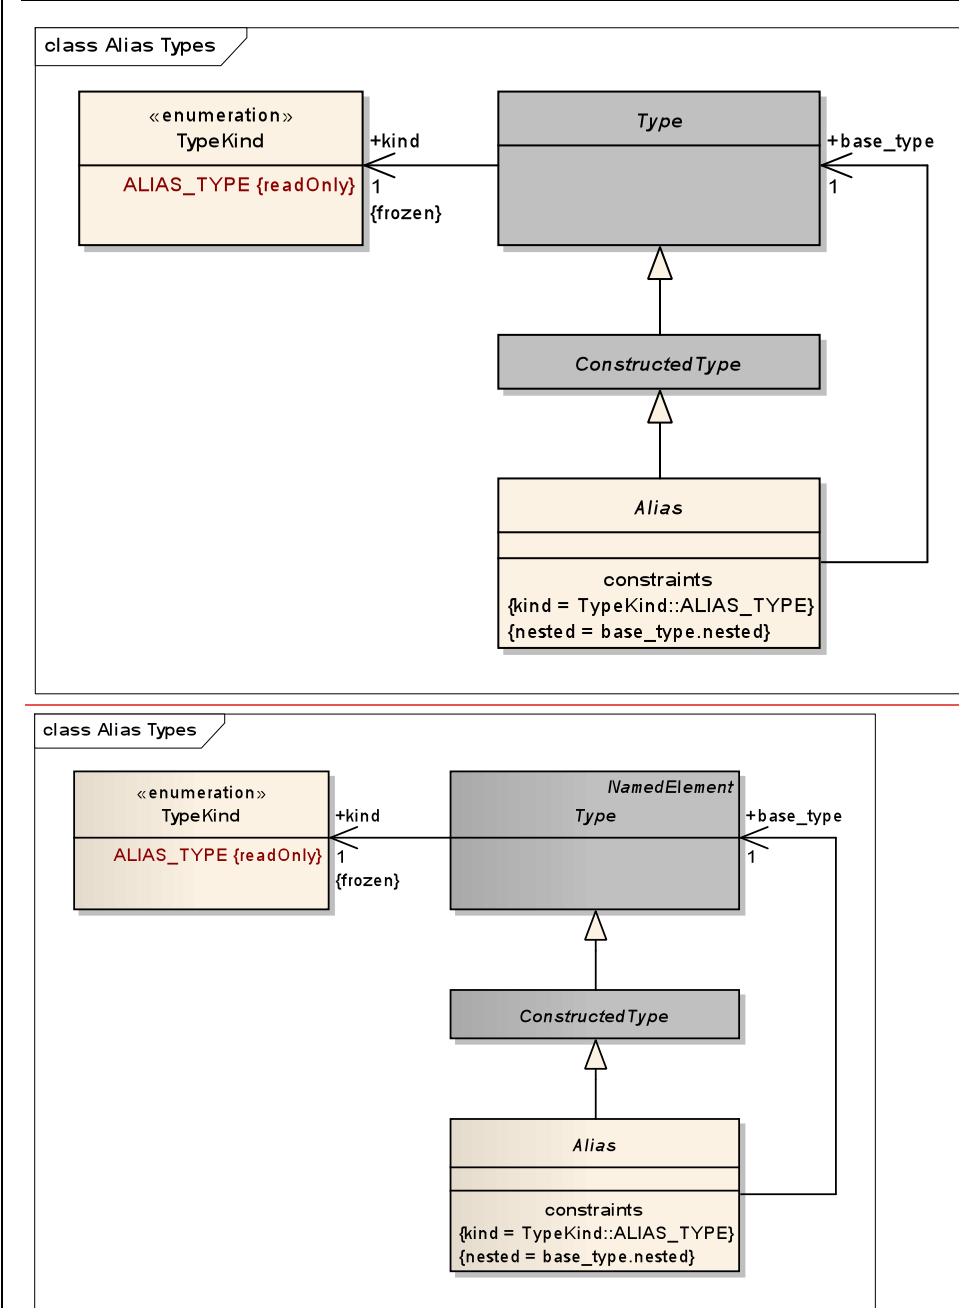 class Alias Types
«enumeration»
TypeKind
ALIAS_TYPE {readOnly}
+kind
1
{frozen}
Type
+base_type
1
ConstructedType
Alias
constraints
{kind = TypeKind::ALIAS_TYPE}
{nested = base_type.nested}
class Alias Types
«enumeration»
TypeKind
ALIAS_TYPE {readOnly}
+kind
1
{frozen}
NamedElement
Type
+base_type
1
ConstructedType
Alias
constraints
{kind = TypeKind::ALIAS_TYPE}
{nested = base_type.nested}